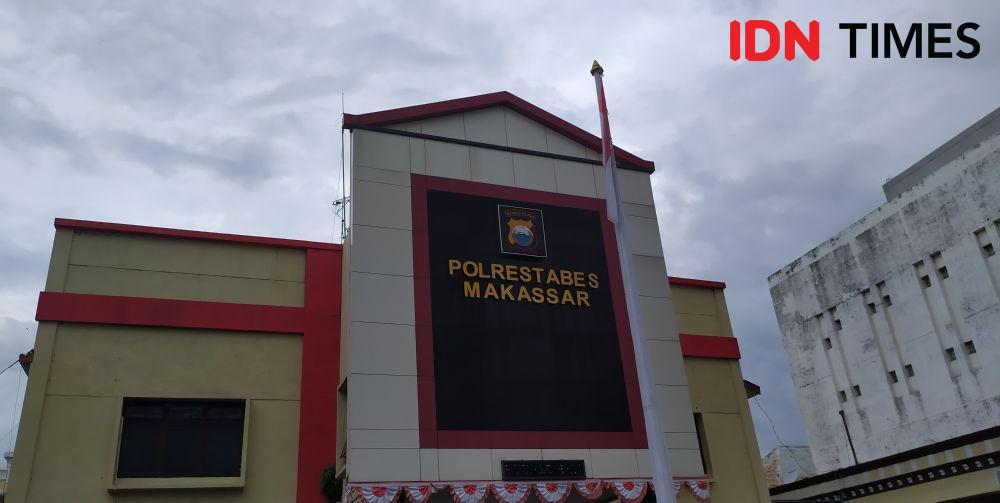 IDN TIMES
POLRESTABES
MAKASSAR